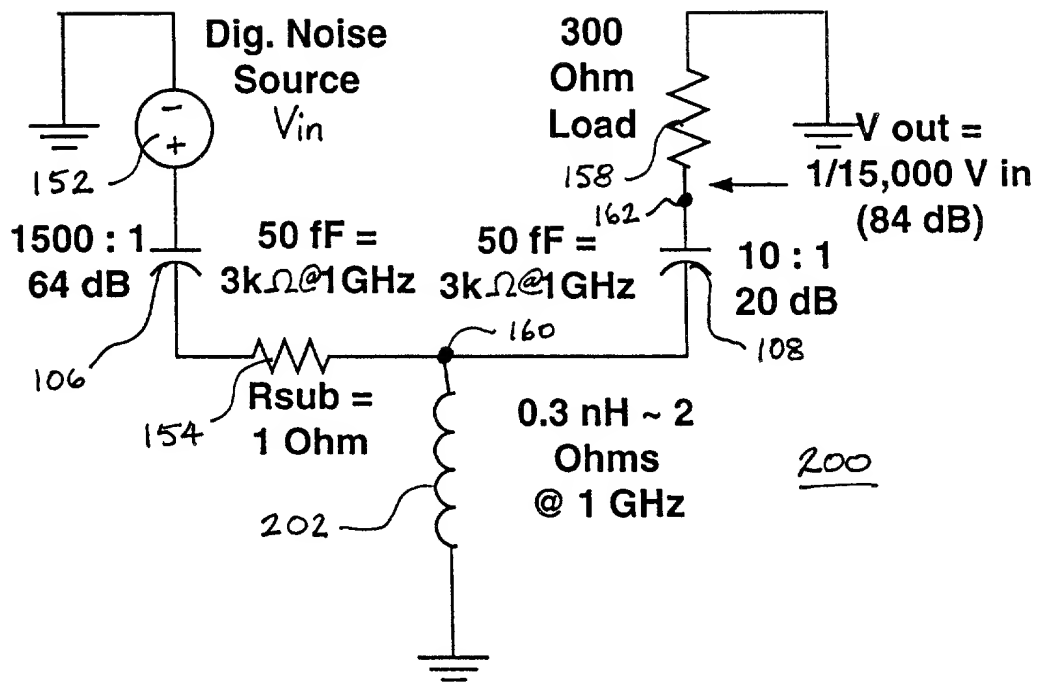 Dig. Noise
Source
Vin
-
+
152
300
Ohm
Load
158
162
V out =
1/15,000 V in
(84 dB)
1500 : 1
64 dB
50 fF =
3kΩ@1GHz
50 fF =
3kΩ@1GHz
10 : 1
20 dB
106
108
160
154
Rsub =
1 Ohm
202
0.3 nH ~ 2
Ohms
@ 1 GHz
200